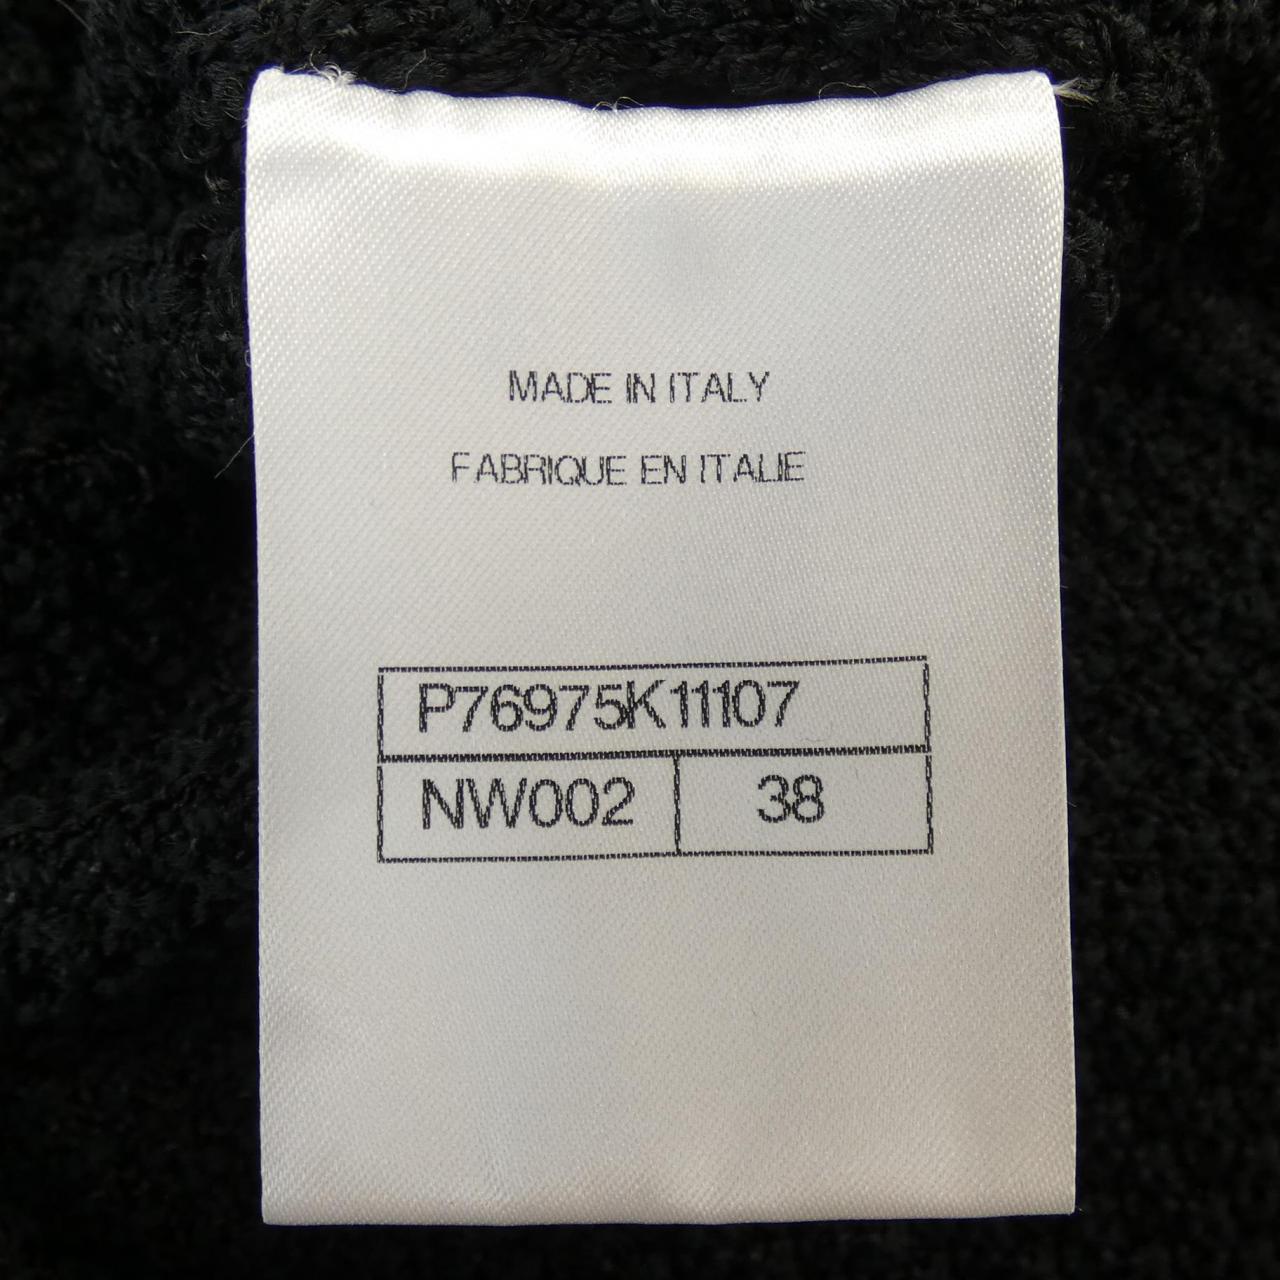 MADE IN ITALY
FABRIQUE EN ITALIE
P76975K11107
NW002 38